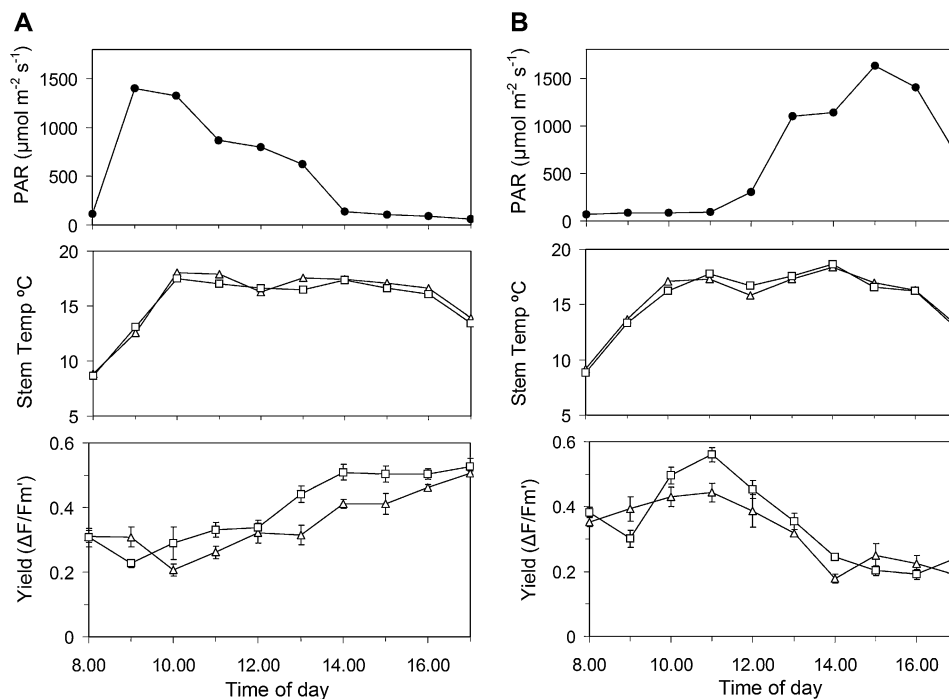 A
PAR (µmol m-2 s-1)
1500
1000
500
0
Stem Temp ºC
20
15
10
5
Yield (ΔF/Fm')
0.6
0.4
0.2
0
8.00 10.00 12.00 14.00 16.00
Time of day
B
PAR (µmol m-2 s-1)
1500
1000
500
0
Stem Temp ºC
20
15
10
5
Yield (ΔF/Fm')
0.6
0.4
0.2
0
8.00 10.00 12.00 14.00 16.00
Time of day